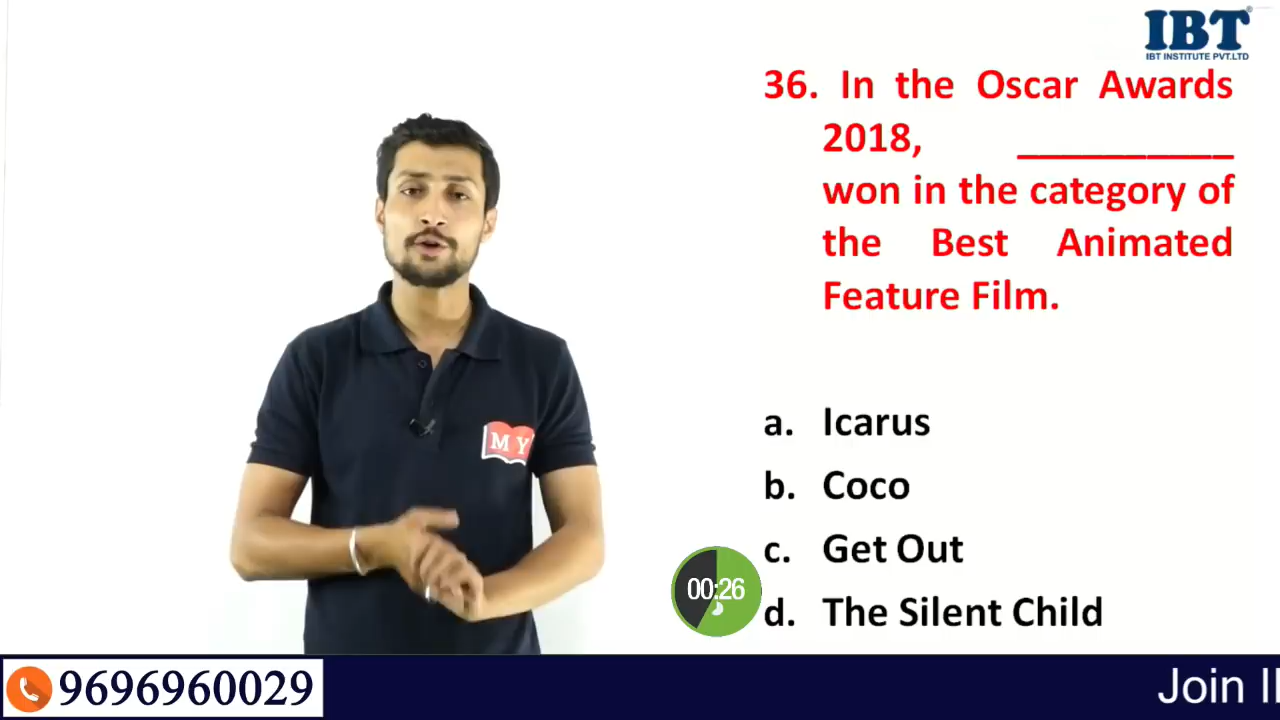 IBT
IBT INSTITUTE PVT.LTD
36. In the Oscar Awards
2018, __________
won in the category of
the Best Animated
Feature Film.
a. Icarus
b. Coco
c. Get Out
d. The Silent Child
M Y
00:26
9696960029
Join II